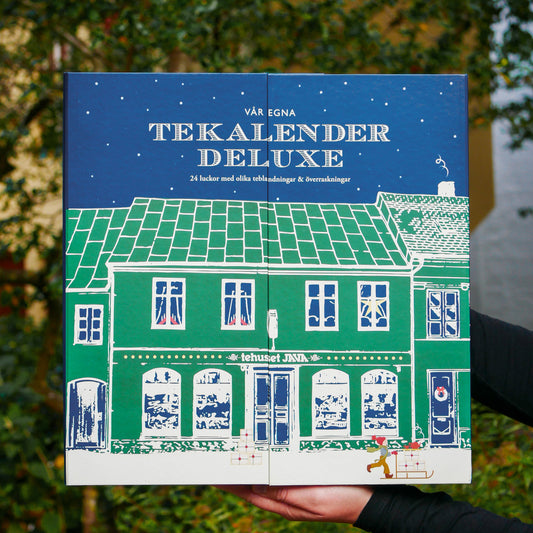 VÅR EGNA
TEKALENDER
DELUXE
24 luckor med olika teblandningar & överraskningar
tehuset JAVA